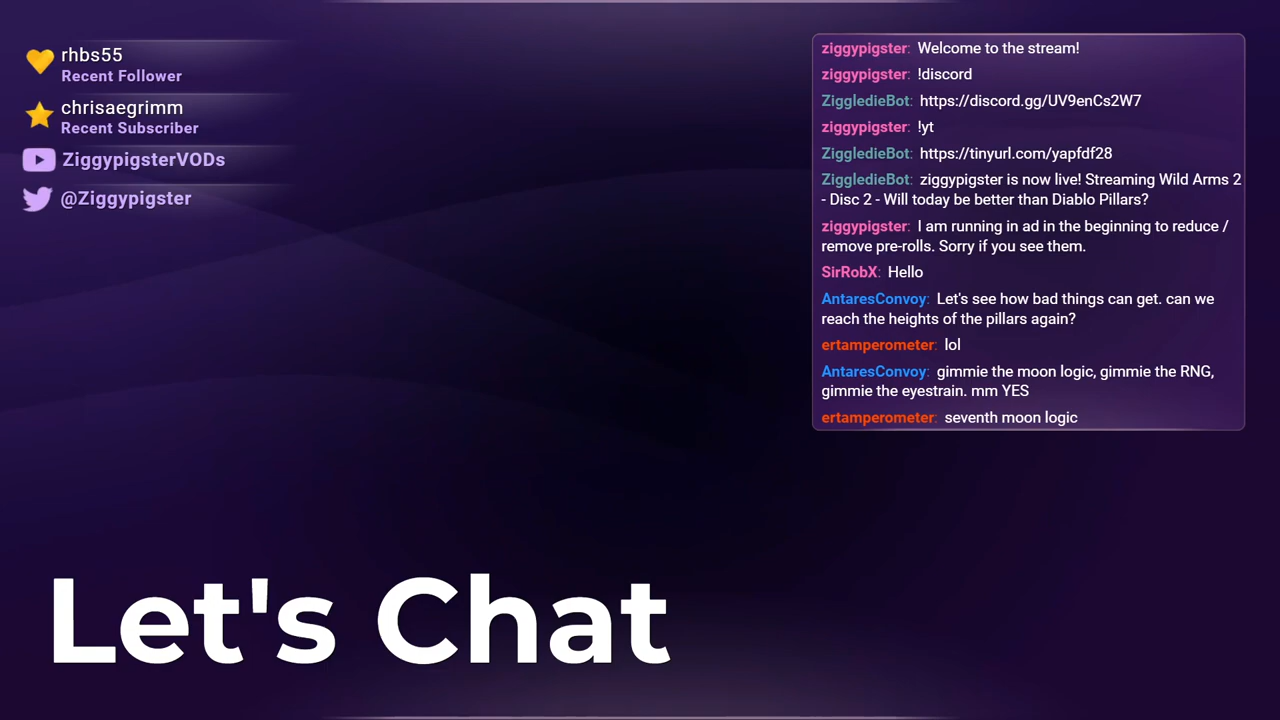 rhbs55
Recent Follower
chrisaegrimm
Recent Subscriber
ZiggypigsterVODs
@Ziggypigster
ziggypigster: Welcome to the stream!
ziggypigster: !discord
ZiggledieBot: https://discord.gg/UV9enCs2W7
ziggypigster: !yt
ZiggledieBot: https://tinyurl.com/yapfdf28
ZiggledieBot: ziggypigster is now live! Streaming Wild Arms 2
- Disc 2 - Will today be better than Diablo Pillars?
ziggypigster: I am running in ad in the beginning to reduce /
remove pre-rolls. Sorry if you see them.
SirRobX: Hello
AntaresConvoy: Let's see how bad things can get. can we
reach the heights of the pillars again?
ertamperometer: lol
AntaresConvoy: gimmie the moon logic, gimmie the RNG,
gimmie the eyestrain. mm YES
ertamperometer: seventh moon logic
Let's Chat